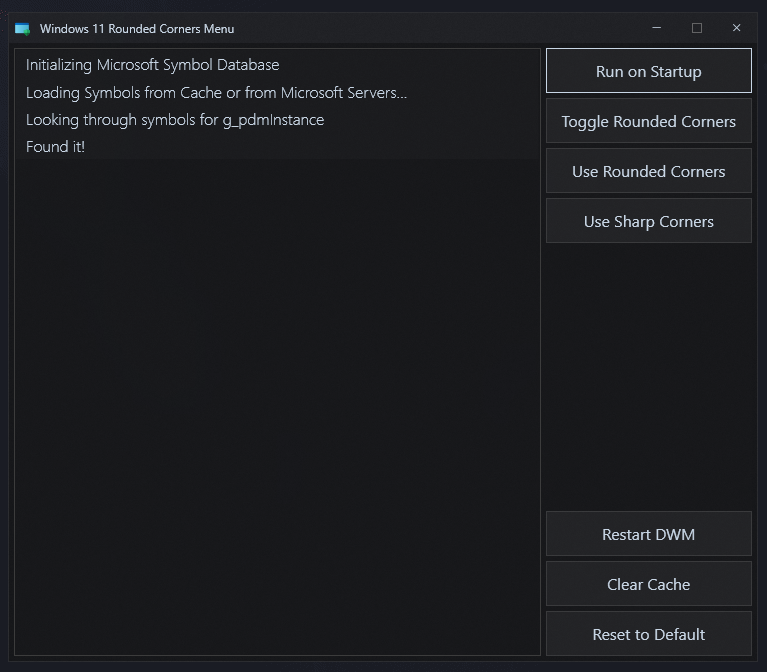 Windows 11 Rounded Corners Menu
Initializing Microsoft Symbol Database
Loading Symbols from Cache or from Microsoft Servers...
Looking through symbols for g_pdmInstance
Found it!
Run on Startup
Toggle Rounded Corners
Use Rounded Corners
Use Sharp Corners
Restart DWM
Clear Cache
Reset to Default